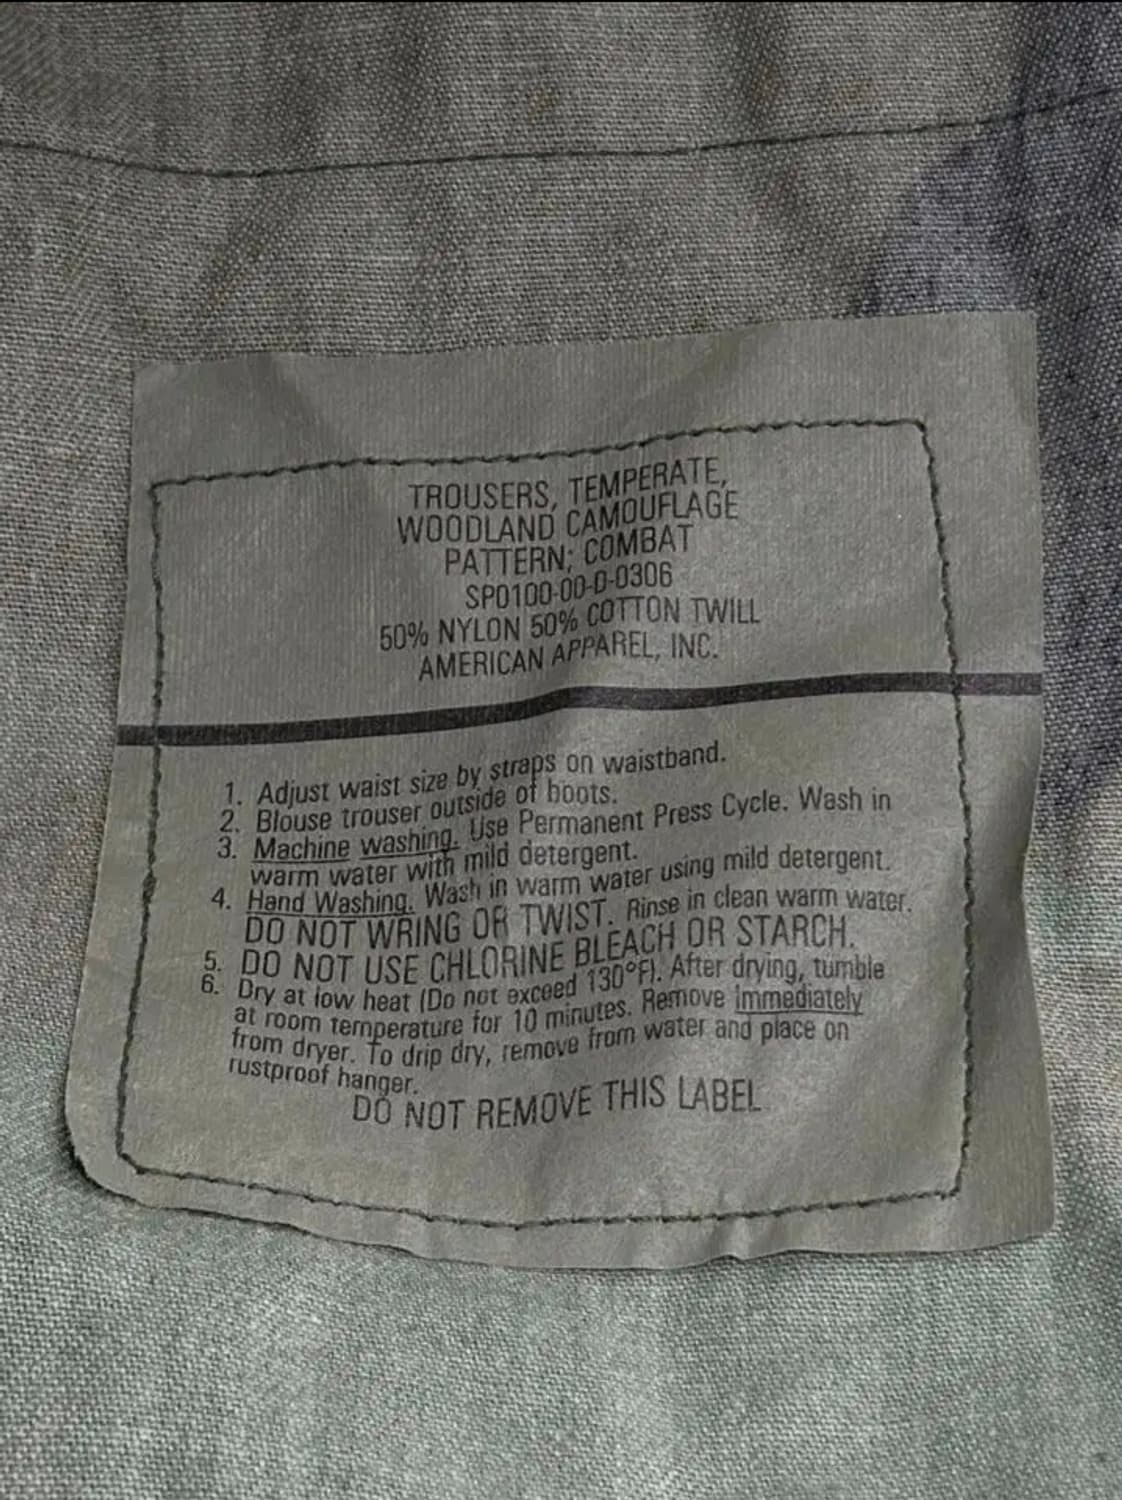 TROUSERS, TEMPERATE,
WOODLAND CAMOUFLAGE
PATTERN; COMBAT
SP0100-00-D-0306
50% NYLON 50% COTTON TWILL
AMERICAN APPAREL, INC.
1. Adjust waist size by straps on waistband.
2. Blouse trouser outside of boots.
3. Machine washing. Use Permanent Press Cycle. Wash in
warm water with mild detergent.
4. Hand Washing. Wash in warm water using mild detergent.
DO NOT WRING OR TWIST. Rinse in clean warm water.
5. DO NOT USE CHLORINE BLEACH OR STARCH.
6. Dry at low heat (Do not exceed 130°F). After drying, tumble
at room temperature for 10 minutes. Remove immediately
from dryer. To drip dry, remove from water and place on
rustproof hanger.
DO NOT REMOVE THIS LABEL